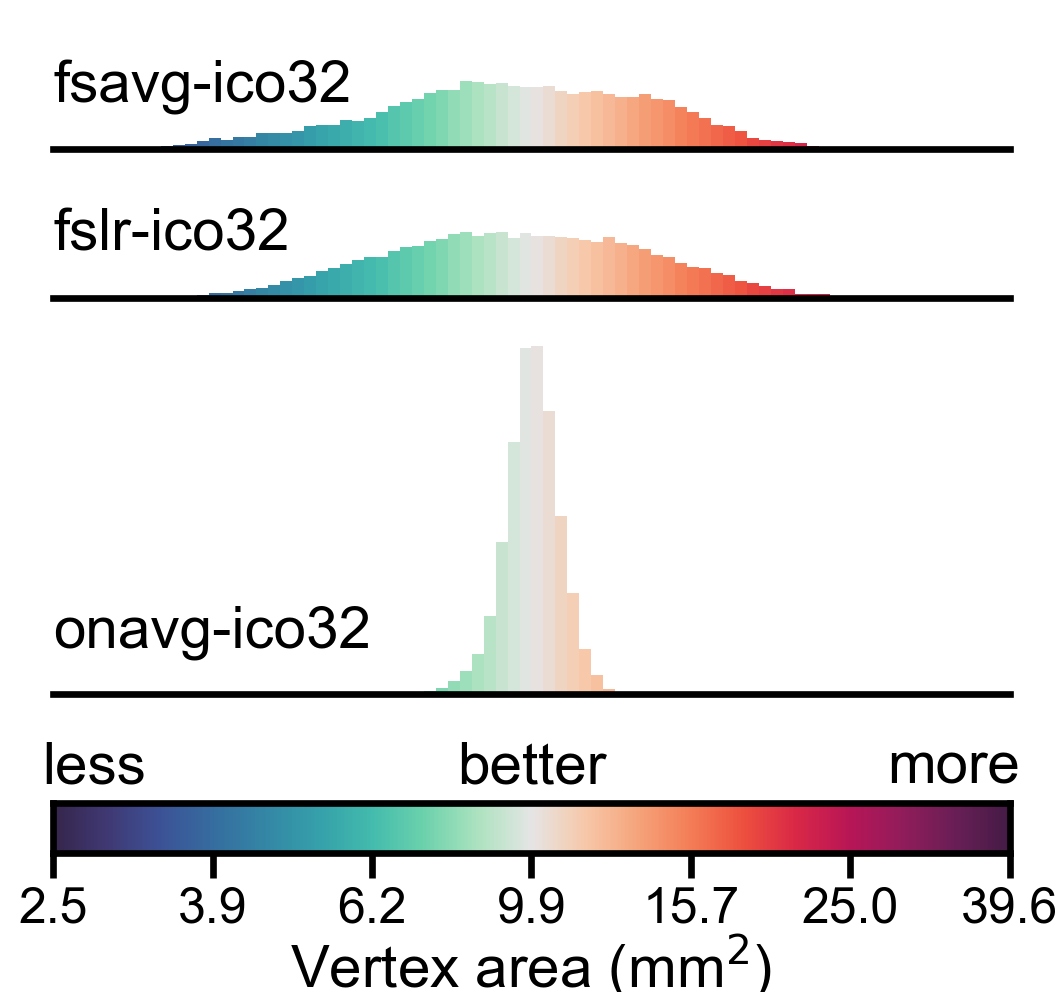 fsavg-ico32
fslr-ico32
onavg-ico32
less better more
2.5 3.9 6.2 9.9 15.7 25.0 39.6
Vertex area (mm²)